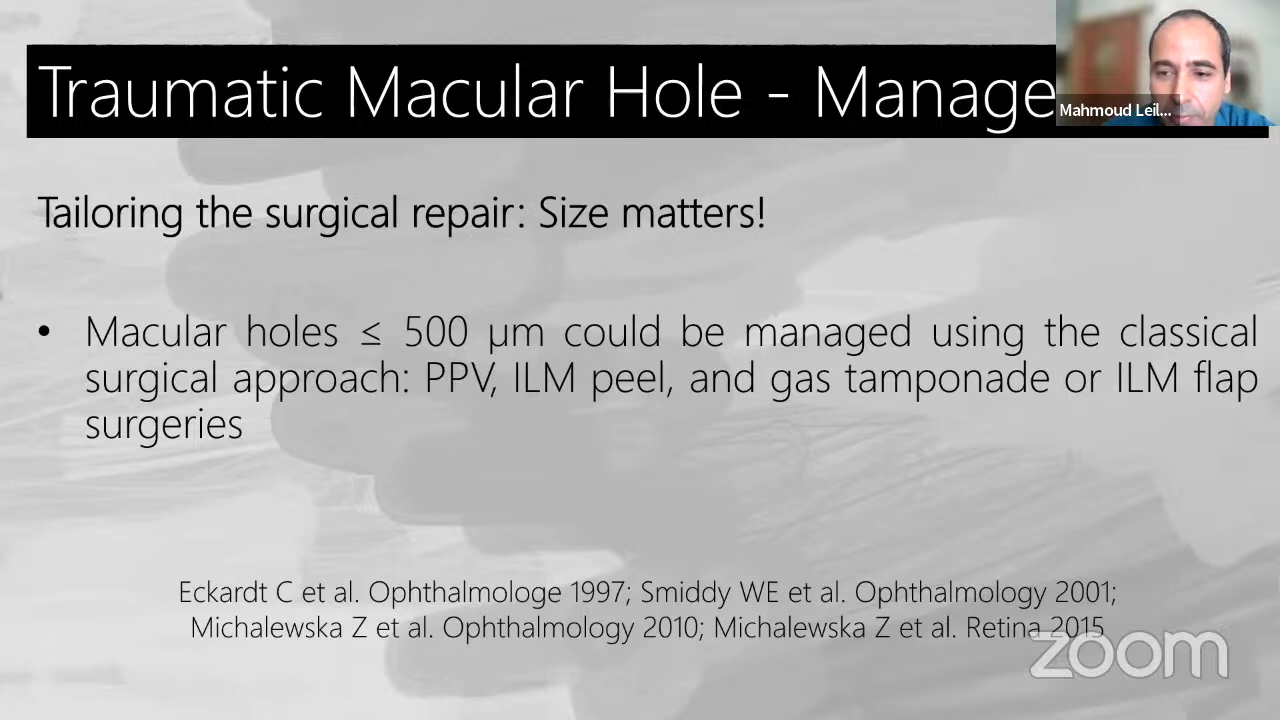 Traumatic Macular Hole - Manage
Mahmoud Leil...
Tailoring the surgical repair: Size matters!
• Macular holes ≤ 500 µm could be managed using the classical
surgical approach: PPV, ILM peel, and gas tamponade or ILM flap
surgeries
Eckardt C et al. Ophthalmologe 1997; Smiddy WE et al. Ophthalmology 2001;
Michalewska Z et al. Ophthalmology 2010; Michalewska Z et al. Retina 2015
zoom